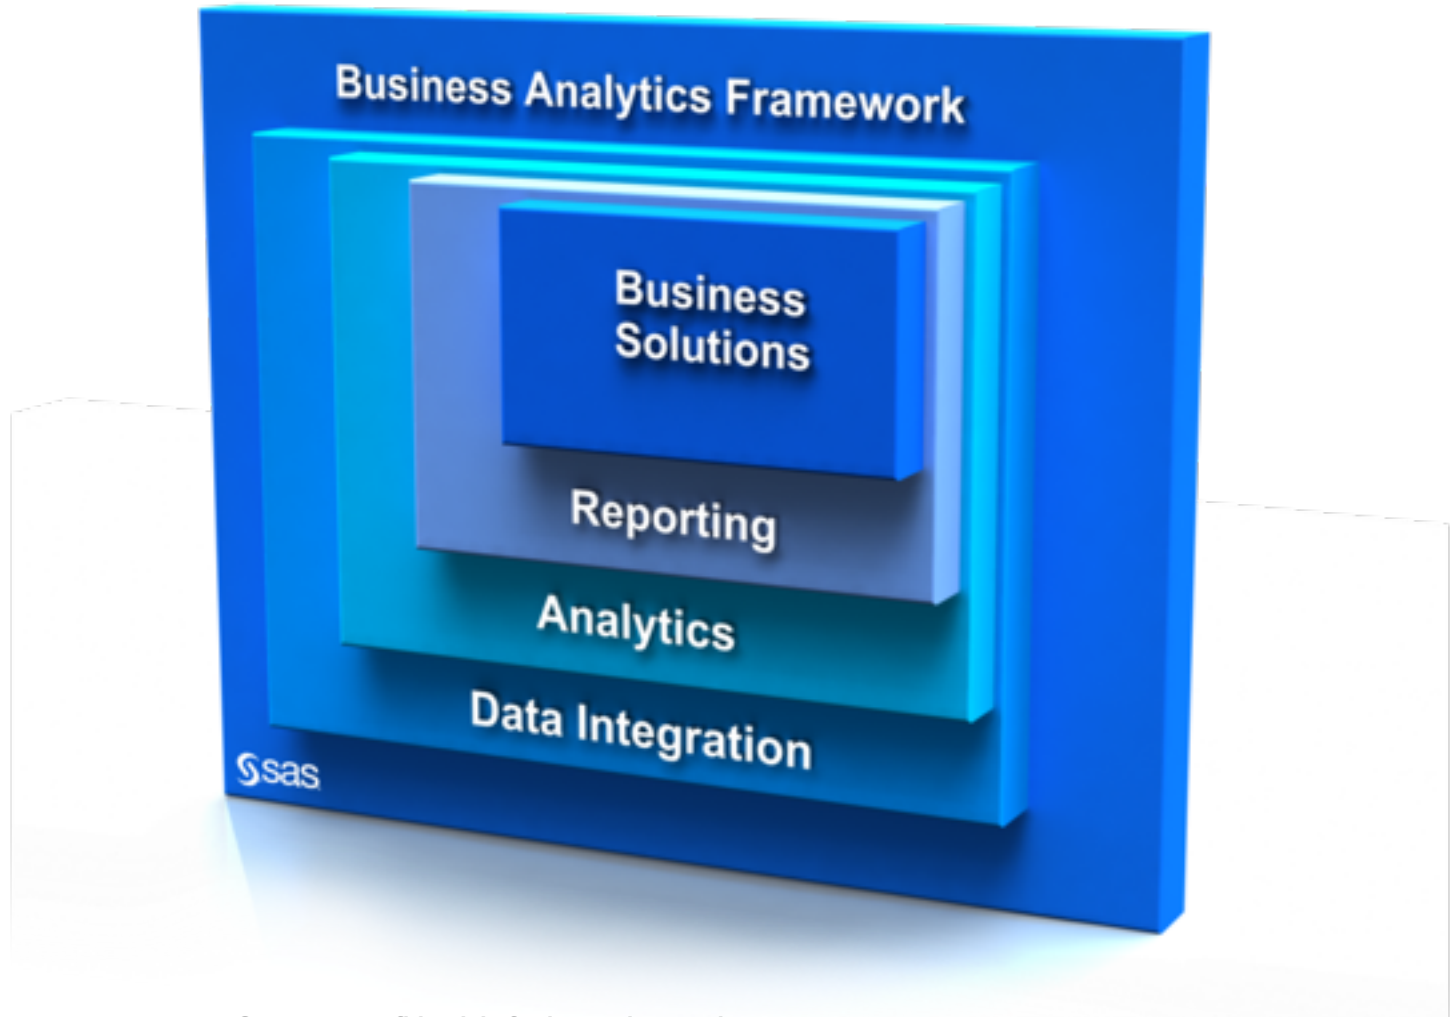 Business Analytics Framework
Business
Solutions
Reporting
Analytics
Data Integration
sas